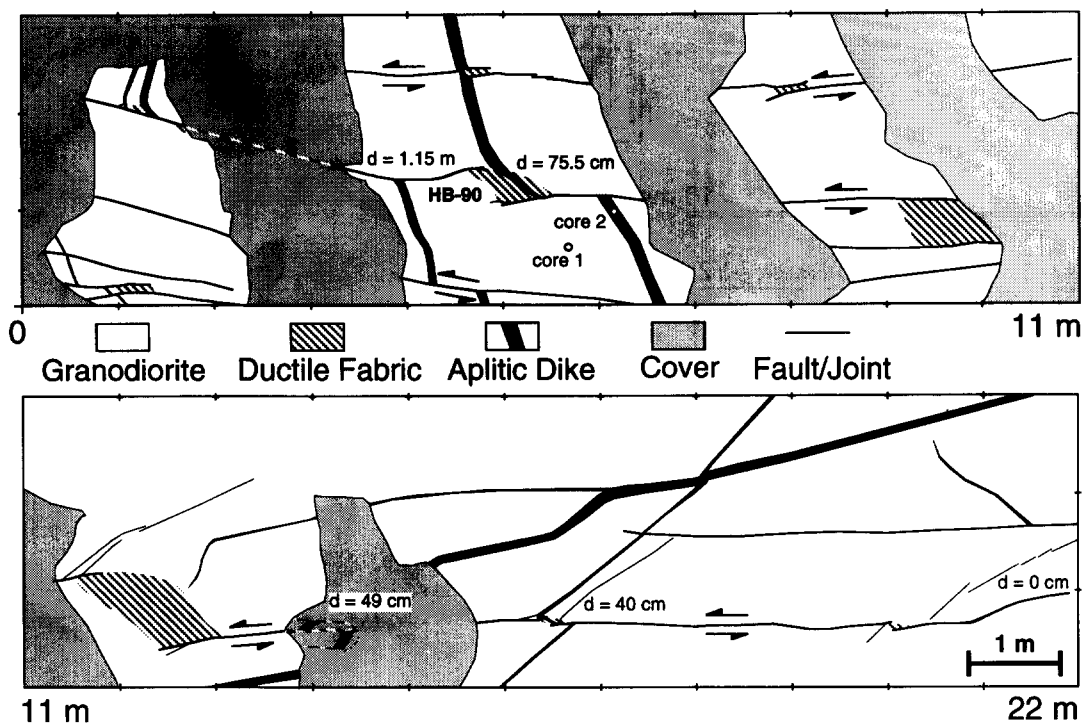 d = 1.15 m
d = 75.5 cm
HB-90
core 2
core 1
0
11 m
Granodiorite
Ductile Fabric
Aplitic Dike
Cover
Fault/Joint
d = 49 cm
d = 40 cm
d = 0 cm
1 m
11 m
22 m